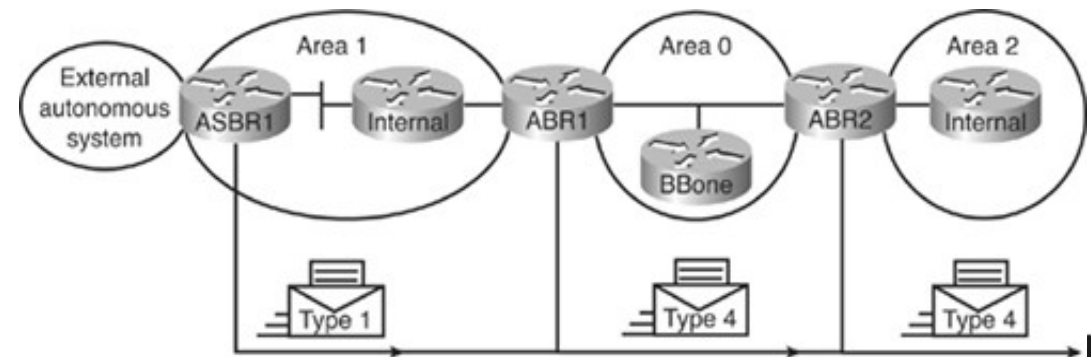 Area 1
Area 0
Area 2
External
autonomous
system
ASBR1
Internal
ABR1
ABR2
Internal
BBone
Type 1
Type 4
Type 4